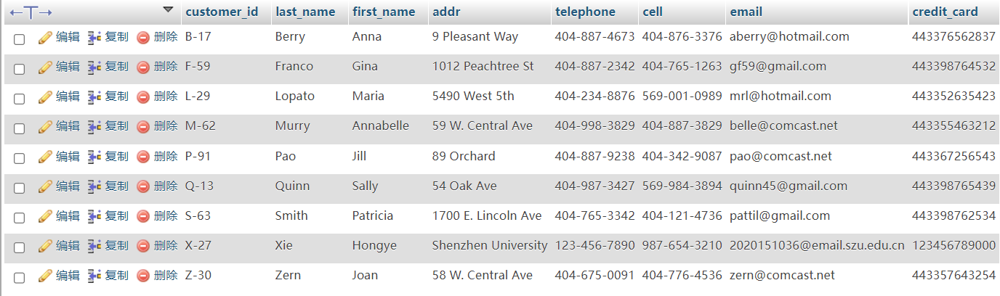 ←T→ customer_id last_name first_name addr telephone cell email credit_card
编辑 复制 删除 B-17 Berry Anna 9 Pleasant Way 404-887-4673 404-876-3376 aberry@hotmail.com 443376562837
编辑 复制 删除 F-59 Franco Gina 1012 Peachtree St 404-887-2342 404-765-1263 gf59@gmail.com 443398764532
编辑 复制 删除 L-29 Lopato Maria 5490 West 5th 404-234-8876 569-001-0989 mrl@hotmail.com 443352635423
编辑 复制 删除 M-62 Murry Annabelle 59 W. Central Ave 404-998-3829 404-887-3829 belle@comcast.net 443355463212
编辑 复制 删除 P-91 Pao Jill 89 Orchard 404-887-9238 404-342-9087 pao@comcast.net 443367256543
编辑 复制 删除 Q-13 Quinn Sally 54 Oak Ave 404-987-3427 569-984-3894 quinn45@gmail.com 443398765439
编辑 复制 删除 S-63 Smith Patricia 1700 E. Lincoln Ave 404-765-3342 404-121-4736 pattil@gmail.com 443398762534
编辑 复制 删除 X-27 Xie Hongye Shenzhen University 123-456-7890 987-654-3210 2020151036@email.szu.edu.cn 123456789000
编辑 复制 删除 Z-30 Zern Joan 58 W. Central Ave 404-675-0091 404-776-4536 zern@comcast.net 443357643254